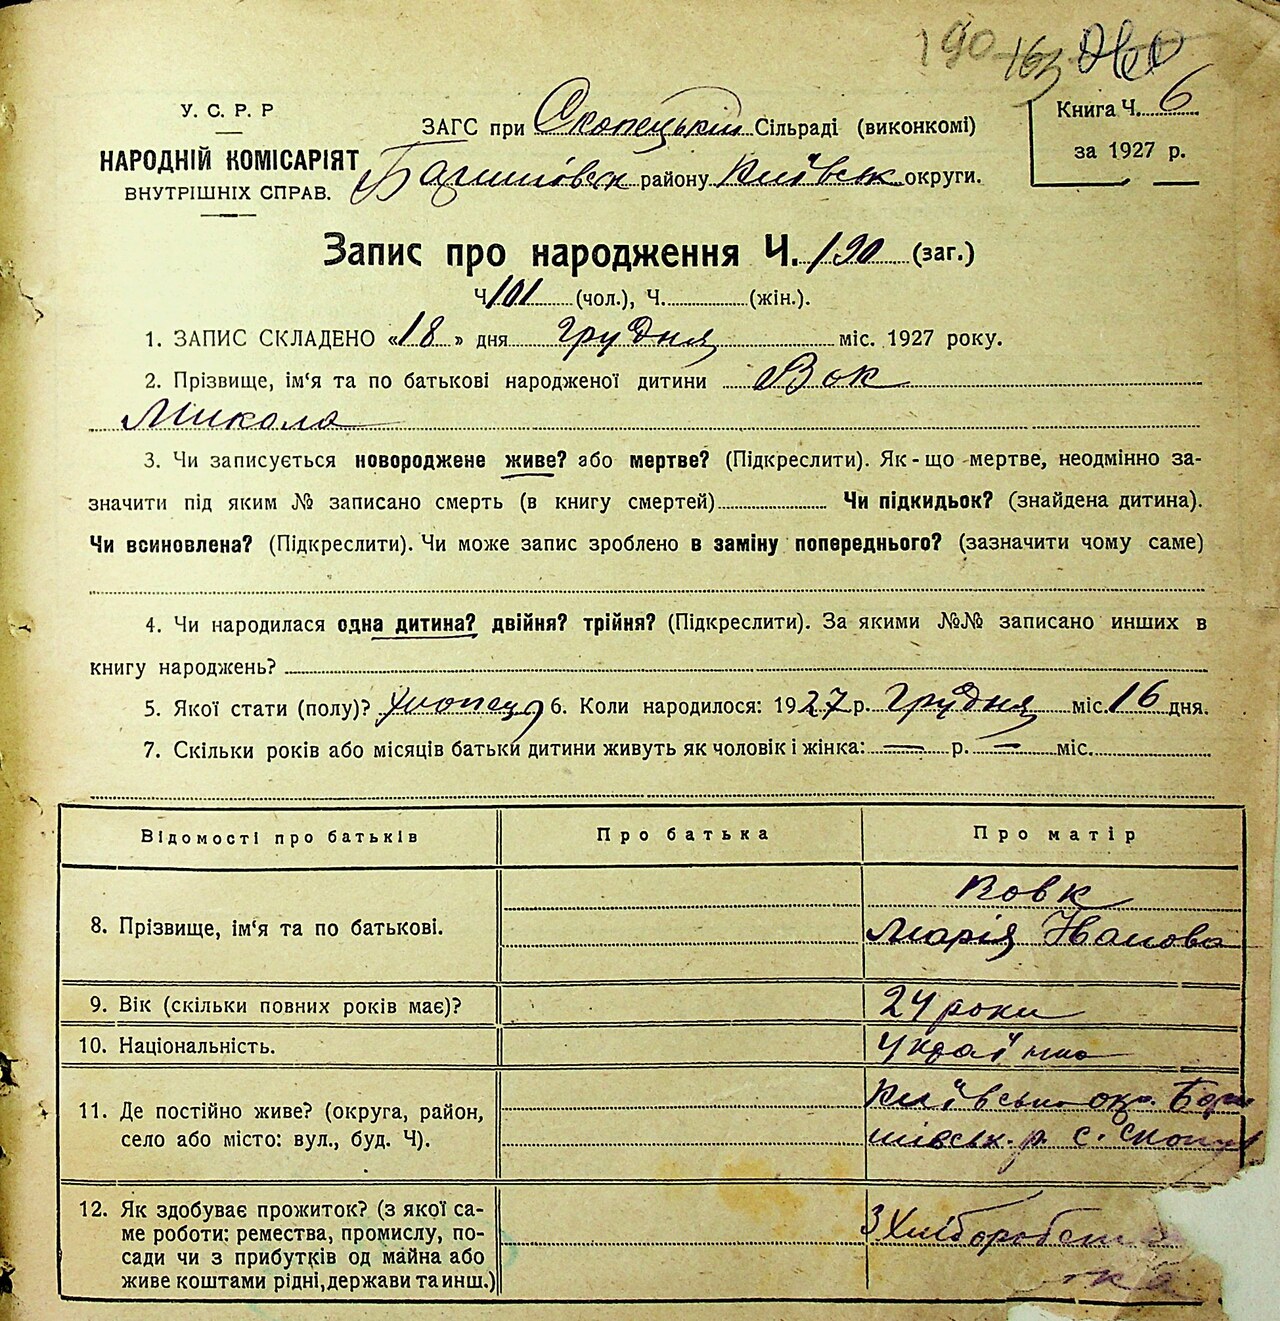 190 163
У. С. Р. Р
НАРОДНІЙ КОМІСАРІЯТ
ВНУТРІШНІХ СПРАВ.
ЗАГС при Скопецькій Сільраді (виконкомі)
району Київськ округи.
Книга Ч. 6
за 1927 р.
Запис про народження Ч. 190 (заг.)
Ч 101 (чол.), Ч. (жін.).
1. ЗАПИС СКЛАДЕНО «18» дня грудня міс. 1927 року.
2. Прізвище, ім‘я та по батькові народженої дитини Вок
Микола
3. Чи записується новороджене живе? або мертве? (Підкреслити). Як-що мертве, неодмінно за-
значити під яким № записано смерть (в книгу смертей) Чи підкидьок? (знайдена дитина).
Чи всиновлена? (Підкреслити). Чи може запис зроблено в заміну попереднього? (зазначити чому саме)
4. Чи народилася одна дитина? двійня? трійня? (Підкреслити). За якими №№ записано инших в
книгу народжень?
5. Якої стати (полу)? хлопець 6. Коли народилося: 1927 р. грудня міс. 16 дня.
7. Скільки років або місяців батьки дитини живуть як чоловік і жінка: — р. — міс.
Відомості про батьків Про батька Про матір
8. Прізвище, ім‘я та по батькові. Вовк
Марія Іванова
9. Вік (скільки повних років має)? 24 роки
10. Національність. Українка
11. Де постійно живе? (округа, район, Київсько окр. Бари
село або місто: вул., буд. Ч). шівськ. р. с. Скопц
12. Як здобуває прожиток? (з якої са-
ме роботи: ремества, промислу, по- З Хліборобст
сади чи з прибутків од майна або
живе коштами рідні, держави та инш.)